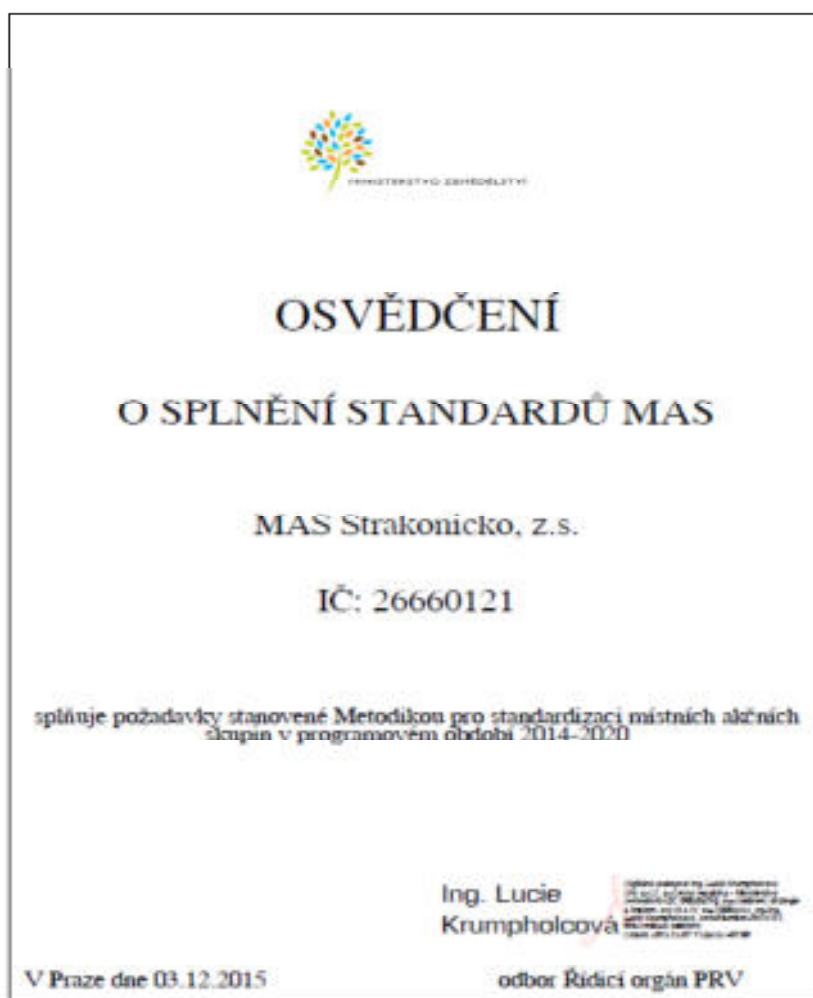 MINISTERSTVO ZEMĚDĚLSTVÍ
OSVĚDČENÍ
O SPLNĚNÍ STANDARDŮ MAS
MAS Strakonicko, z.s.
IČ: 26660121
splňuje požadavky stanovené Metodikou pro standardizaci místních akčních
skupin v programovém období 2014-2020
Ing. Lucie
Krumpholcová
V Praze dne 03.12.2015
odbor Řídicí orgán PRV